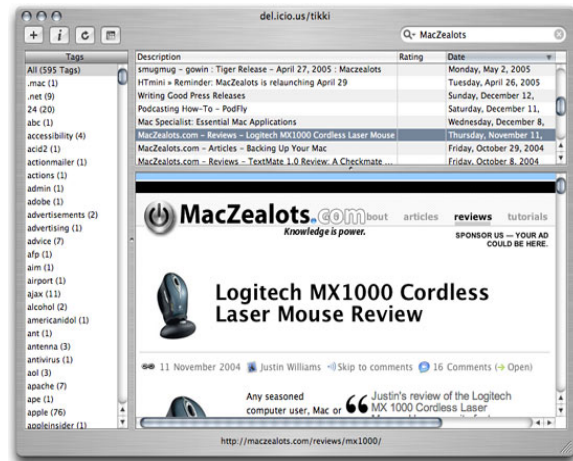 del.icio.us/tikki
MacZealots
Tags
All (595 Tags)
.mac (1)
.net (9)
24 (20)
abc (1)
accessibility (4)
acid2 (1)
actionmailer (1)
actions (1)
admin (1)
adobe (1)
advertisements (2)
advertising (1)
advice (7)
afp (1)
aim (1)
airport (1)
ajax (11)
alcohol (2)
americanidol (1)
ant (1)
antenna (3)
antivirus (1)
aol (3)
apache (7)
ape (1)
apple (76)
appleinsider (1)
Description Rating Date
smugmug - gowin : Tiger Release - April 27, 2005 : Maczealots Monday, May 2, 2005
HTmini » Reminder: MacZealots is relaunching April 29 Tuesday, April 26, 2005
Writing Good Press Releases Sunday, December 12,
Podcasting How-To - PodFly Saturday, December 11,
Mac Specialist: Essential Mac Applications Wednesday, December 8,
MacZealots.com - Reviews - Logitech MX1000 Cordless Laser Mouse Thursday, November 11,
MacZealots.com - Articles - Backing Up Your Mac Friday, October 29, 2004
MacZealots.com - Reviews - TextMate 1.0 Review: A Checkmate ... Friday, October 8, 2004
MacZealots.com bout articles reviews tutorials
Knowledge is power.
SPONSOR US — YOUR AD
COULD BE HERE.
Logitech MX1000 Cordless
Laser Mouse Review
11 November 2004 Justin Williams Skip to comments 16 Comments (→ Open)
Any seasoned
computer user, Mac or
Justin's review of the Logitech
MX 1000 Cordless Laser
http://maczealots.com/reviews/mx1000/